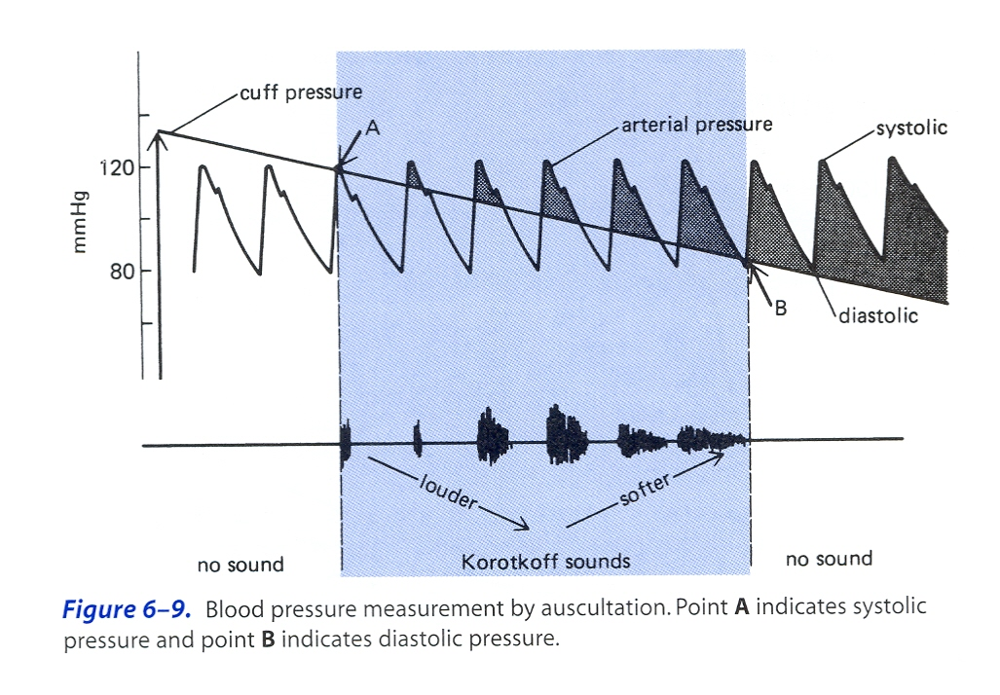 cuff pressure
A
arterial pressure
systolic
120
mmHg
80
B
diastolic
louder
softer
no sound
Korotkoff sounds
no sound
Figure 6–9. Blood pressure measurement by auscultation. Point A indicates systolic
pressure and point B indicates diastolic pressure.